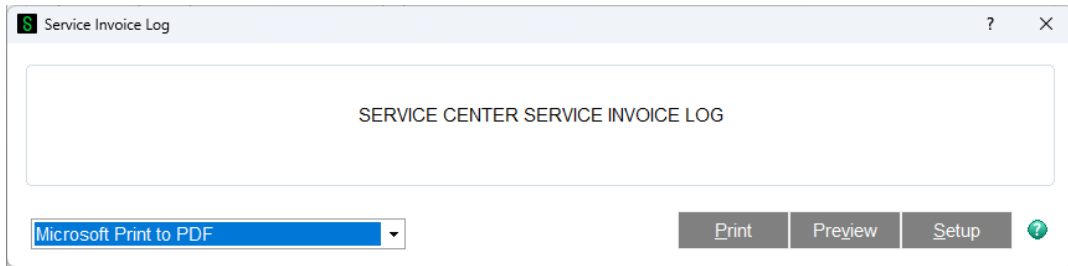 S Service Invoice Log ? ×
SERVICE CENTER SERVICE INVOICE LOG
Microsoft Print to PDF Print Preview Setup ?